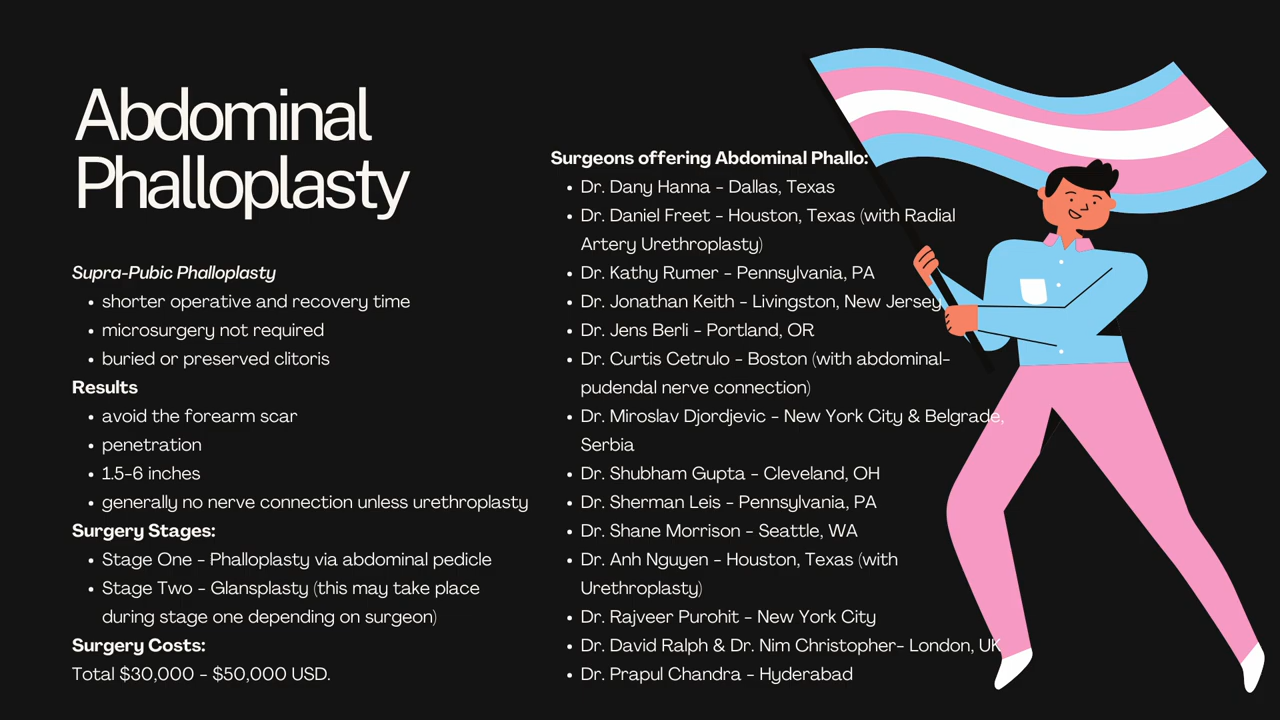 Abdominal
Phalloplasty
Supra-Pubic Phalloplasty
• shorter operative and recovery time
• microsurgery not required
• buried or preserved clitoris
Results
• avoid the forearm scar
• penetration
• 1.5-6 inches
• generally no nerve connection unless urethroplasty
Surgery Stages:
• Stage One - Phalloplasty via abdominal pedicle
• Stage Two - Glansplasty (this may take place
during stage one depending on surgeon)
Surgery Costs:
Total $30,000 - $50,000 USD.
Surgeons offering Abdominal Phallo:
• Dr. Dany Hanna - Dallas, Texas
• Dr. Daniel Freet - Houston, Texas (with Radial
Artery Urethroplasty)
• Dr. Kathy Rumer - Pennsylvania, PA
• Dr. Jonathan Keith - Livingston, New Jersey
• Dr. Jens Berli - Portland, OR
• Dr. Curtis Cetrulo - Boston (with abdominal-
pudendal nerve connection)
• Dr. Miroslav Djordjevic - New York City & Belgrade,
Serbia
• Dr. Shubham Gupta - Cleveland, OH
• Dr. Sherman Leis - Pennsylvania, PA
• Dr. Shane Morrison - Seattle, WA
• Dr. Anh Nguyen - Houston, Texas (with
Urethroplasty)
• Dr. Rajveer Purohit - New York City
• Dr. David Ralph & Dr. Nim Christopher- London, UK
• Dr. Prapul Chandra - Hyderabad